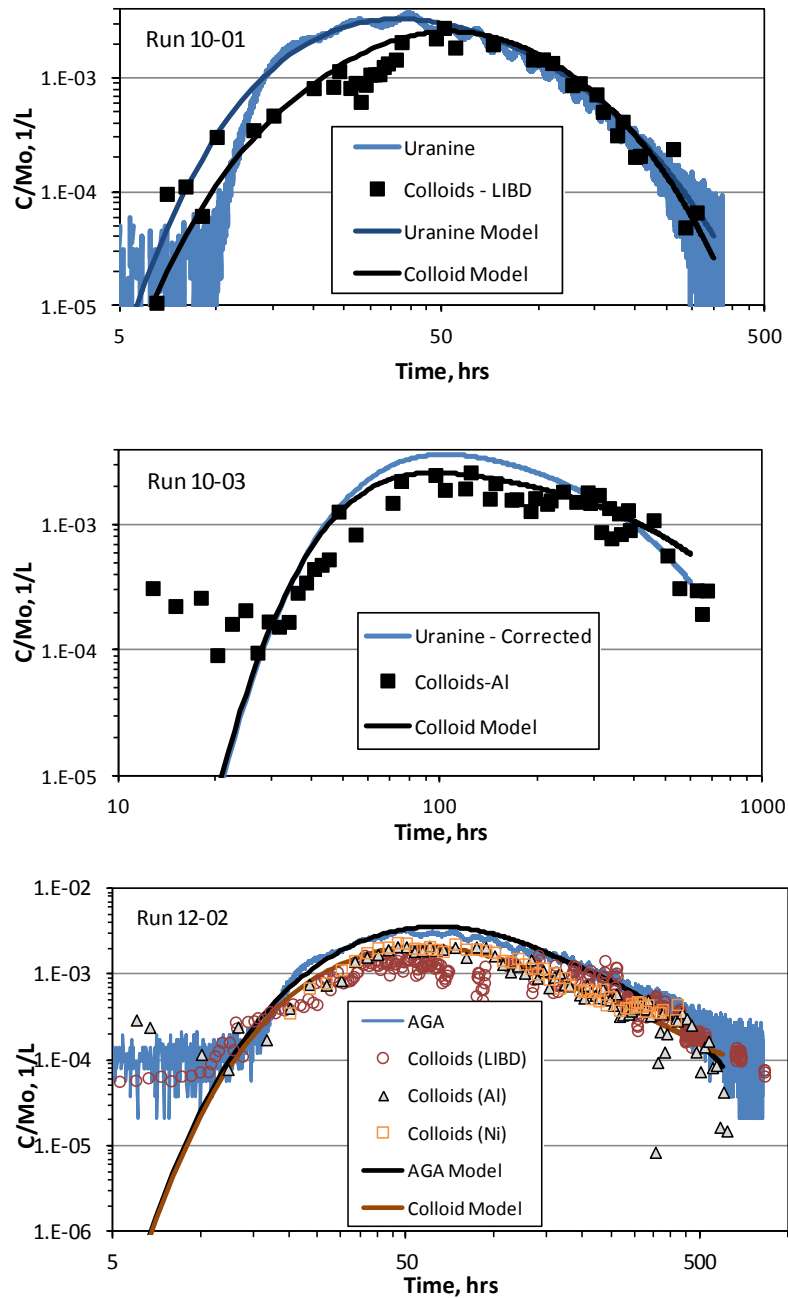 Run 10-01
C/Mo, 1/L
1.E-03
1.E-04
1.E-05
Uranine
Colloids - LIBD
Uranine Model
Colloid Model
5 50 500
Time, hrs
Run 10-03
C/Mo, 1/L
1.E-03
1.E-04
1.E-05
Uranine - Corrected
Colloids-Al
Colloid Model
10 100 1000
Time, hrs
1.E-02
Run 12-02
C/Mo, 1/L
1.E-03
1.E-04
1.E-05
1.E-06
AGA
Colloids (LIBD)
Colloids (Al)
Colloids (Ni)
AGA Model
Colloid Model
5 50 500
Time, hrs